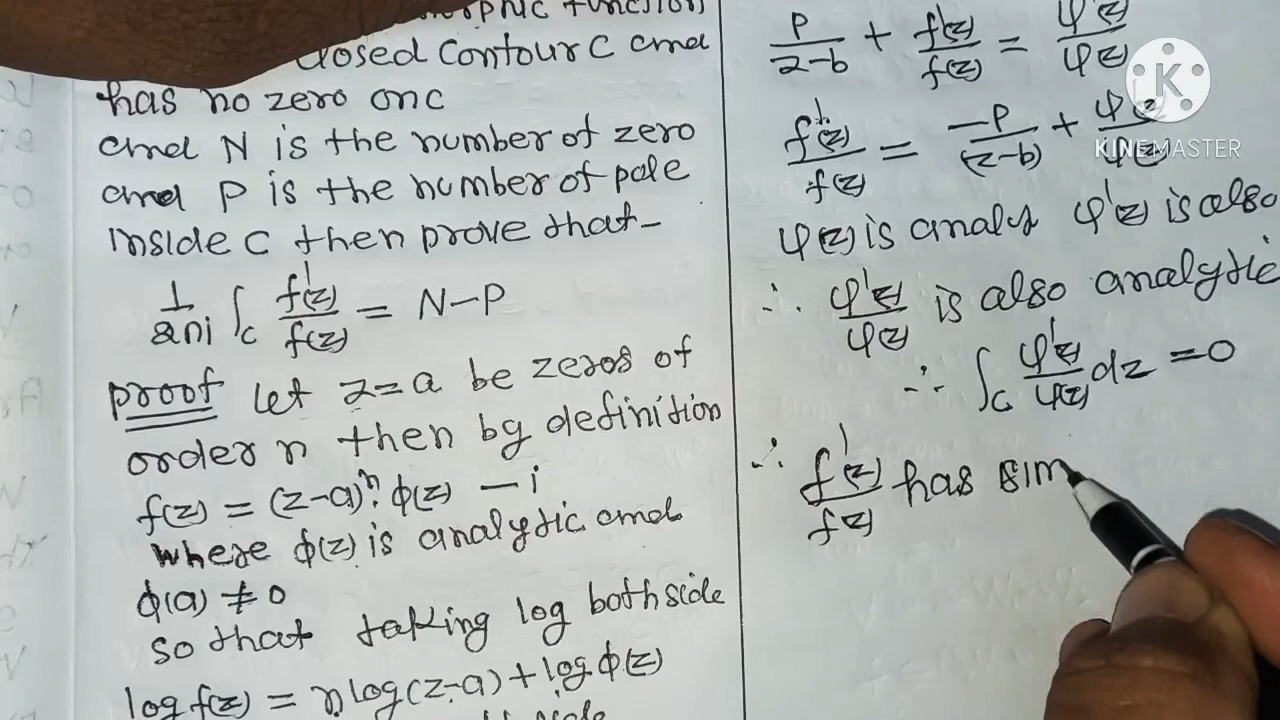 function
closed contour C and
has no zero on c
and N is the number of zero
and P is the number of pole
inside C then prove that-
1/2πi ∫c f'(z)/f(z) = N-P
proof Let z=a be zeros of
order n then by definition
f(z) = (z-a)ⁿ. ϕ(z) -i
where ϕ(z) is analytic and
ϕ(a) ≠ 0
so that taking log both side
log f(z) = n log(z-a) + log ϕ(z)
P/(z-b) + f'(z)/f(z) = φ'(z)/φ(z)
f'(z)/f(z) = -P/(z-b) + φ'(z)/φ(z)
φ(z) is analy φ'(z) is also
∴ φ'(z)/φ(z) is also analytic
∴ ∫c φ'(z)/φ(z) dz = 0
∴ f'(z)/f(z) has sim
K
KINEMASTER